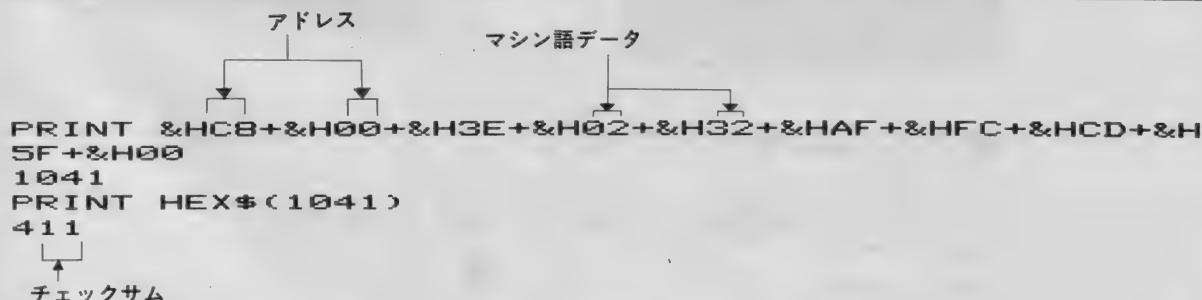 アドレス
マシン語データ
PRINT &HC8+&H00+&H3E+&H02+&H32+&HAF+&HFC+&HCD+&H
5F+&H00
1041
PRINT HEX$(1041)
411
チェックサム